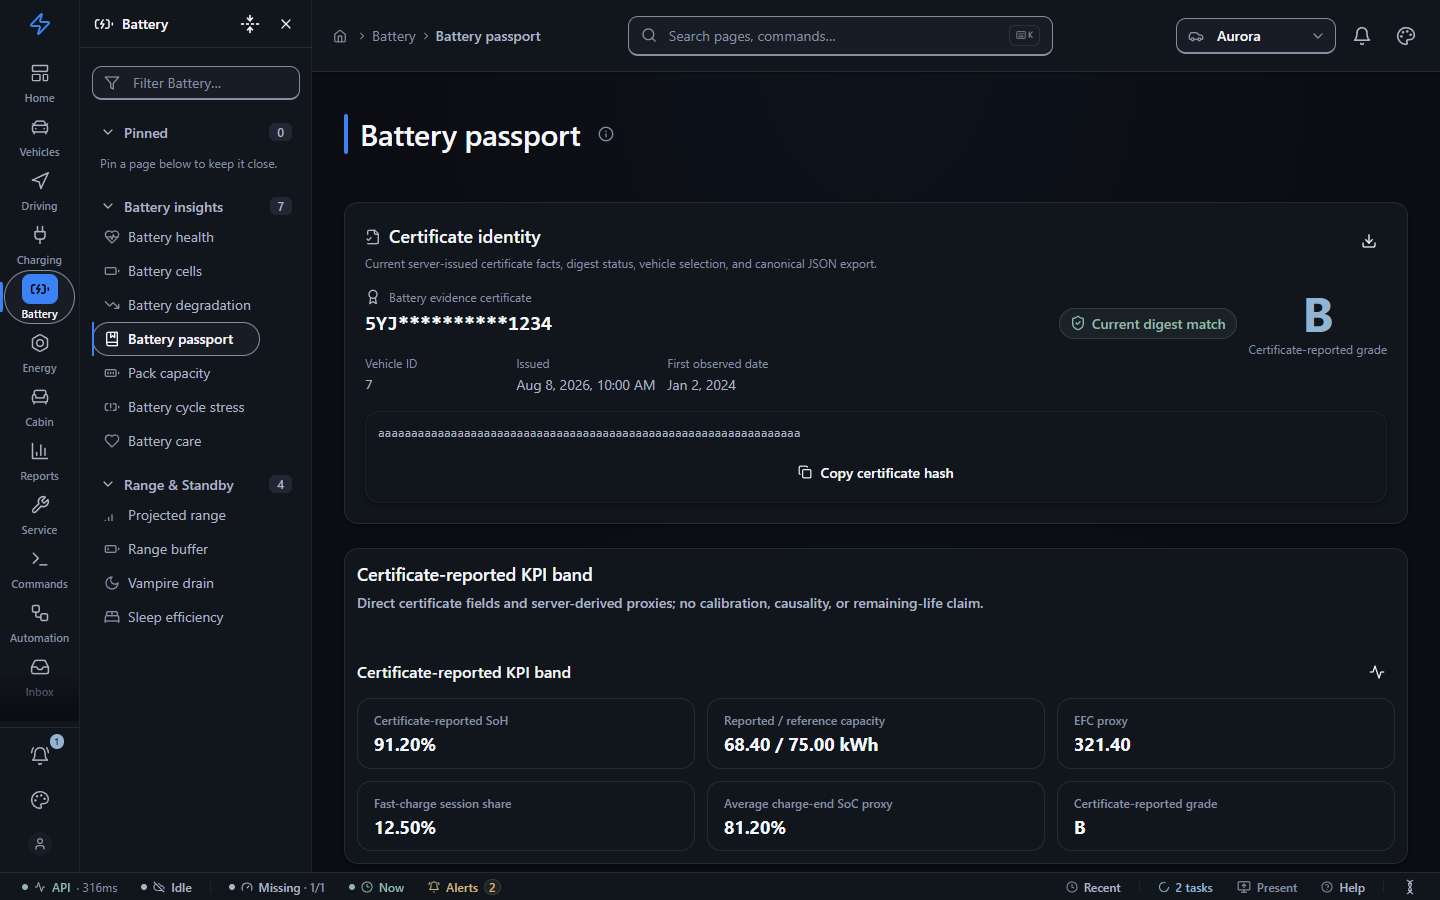 Home
Vehicles
Driving
Charging
Battery
Energy
Cabin
Reports
Service
Commands
Automation
Inbox
1
Battery
Filter Battery...
Pinned
0
Pin a page below to keep it close.
Battery insights
7
Battery health
Battery cells
Battery degradation
Battery passport
Pack capacity
Battery cycle stress
Battery care
Range & Standby
4
Projected range
Range buffer
Vampire drain
Sleep efficiency
Battery
Battery passport
Search pages, commands...
K
Aurora
Battery passport
Certificate identity
Current server-issued certificate facts, digest status, vehicle selection, and canonical JSON export.
Battery evidence certificate
5YJ**********1234
Current digest match
B
Certificate-reported grade
Vehicle ID
7
Issued
Aug 8, 2026, 10:00 AM
First observed date
Jan 2, 2024
aaaaaaaaaaaaaaaaaaaaaaaaaaaaaaaaaaaaaaaaaaaaaaaaaaaaaaaaaaaaaaaa
Copy certificate hash
Certificate-reported KPI band
Direct certificate fields and server-derived proxies; no calibration, causality, or remaining-life claim.
Certificate-reported KPI band
Certificate-reported SoH
91.20%
Reported / reference capacity
68.40 / 75.00 kWh
EFC proxy
321.40
Fast-charge session share
12.50%
Average charge-end SoC proxy
81.20%
Certificate-reported grade
B
API · 316ms
Idle
Missing · 1/1
Now
Alerts 2
Recent
2 tasks
Present
Help